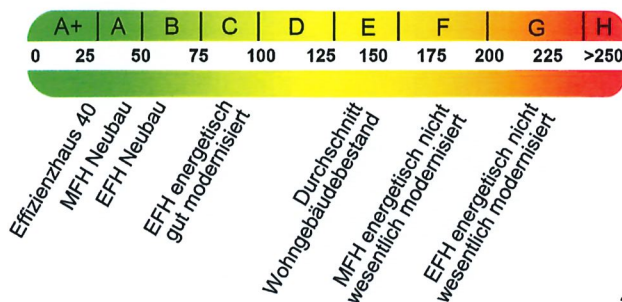 A+ A B C D E F G H
0 25 50 75 100 125 150 175 200 225 >250
Effizienzhaus 40
MFH Neubau
EFH Neubau
EFH energetisch
gut modernisiert
Durchschnitt
Wohngebäudebestand
MFH energetisch nicht
wesentlich modernisiert
EFH energetisch nicht
wesentlich modernisiert